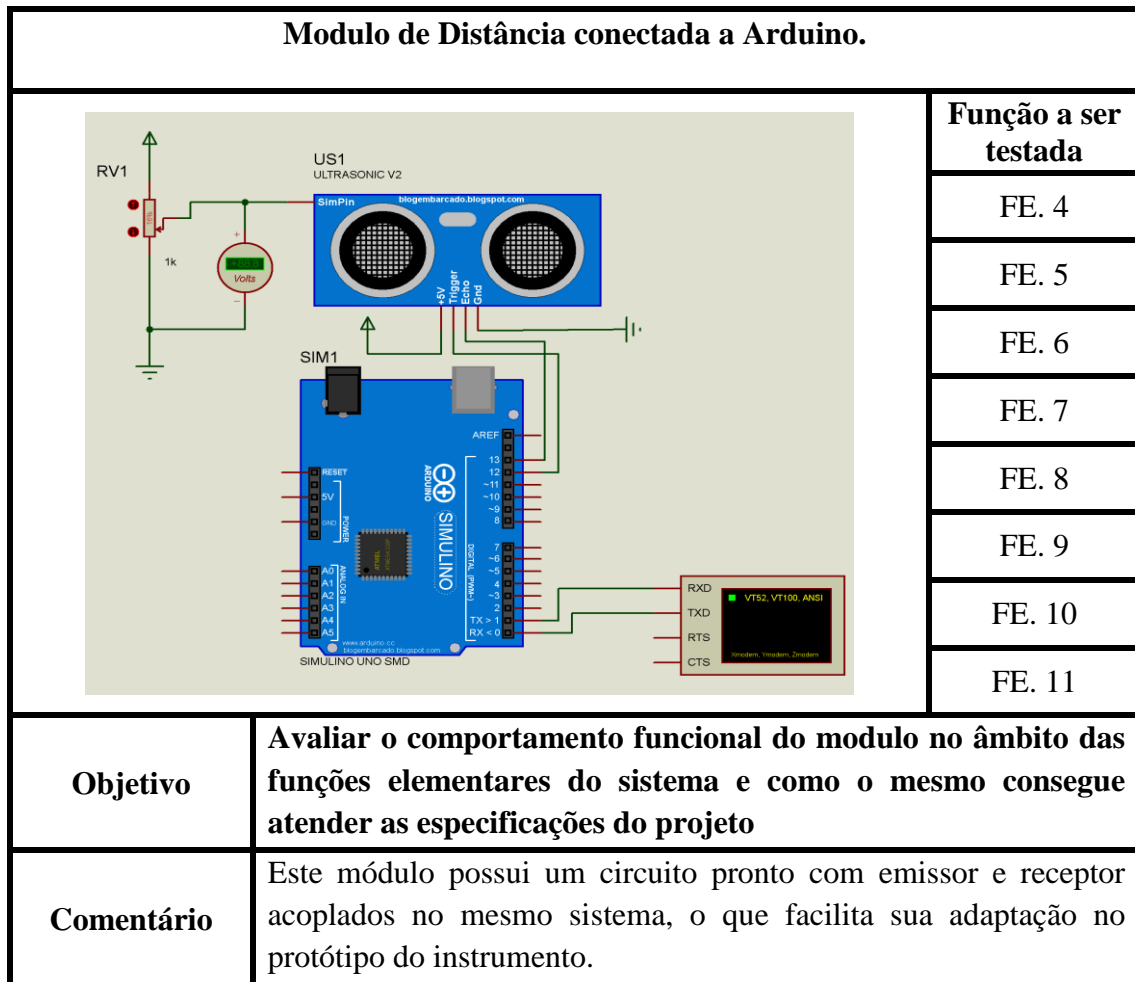 Modulo de Distância conectada a Arduino.
Função a ser
testada
FE. 4
FE. 5
FE. 6
FE. 7
FE. 8
FE. 9
FE. 10
FE. 11
RV1
1k
Volts
US1
ULTRASONIC V2
SimPin
blogembarcado.blogspot.com
+5V
Trigger
Echo
Gnd
SIM1
AREF
13
12
~11
~10
~9
8
7
~6
~5
4
~3
2
TX > 1
RX < 0
RESET
5V
GND
POWER
A0
A1
A2
A3
A4
A5
ANALOG IN
DIGITAL (PWM~)
ARDUINO
SIMULINO
ATMEL
www.arduino.cc
blogembarcado.blogspot.com
SIMULINO UNO SMD
RXD
TXD
RTS
CTS
VT52, VT100, ANSI
Xmodem, Ymodem, Zmodem
Objetivo
Avaliar o comportamento funcional do modulo no âmbito das
funções elementares do sistema e como o mesmo consegue
atender as especificações do projeto
Comentário
Este módulo possui um circuito pronto com emissor e receptor
acoplados no mesmo sistema, o que facilita sua adaptação no
protótipo do instrumento.